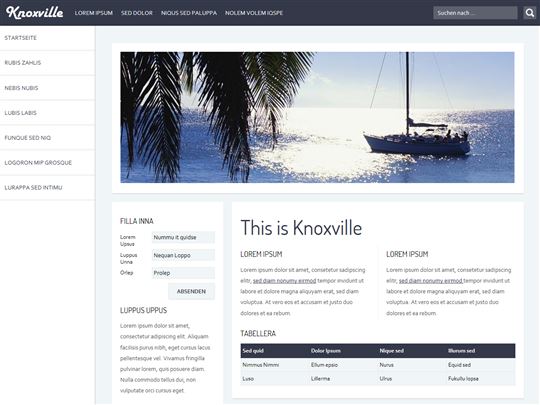 Knoxville LOREM IPSUM SED DOLOR NIQUS SED PALUPPA NOLEM VOLEM IQSPE Suchen nach ...
STARTSEITE
RUBIS ZAHLIS
NEBIS NUBIS
LUBIS LABIS
FUNQUE SED NIQ
LOGORON MIP GROSQUE
LURAPPA SED INTIMU
FILLA INNA
Lorem Upsus
Nummu it quidse
Luppus Unna
Nequan Loppo
Orlep
Prolep
ABSENDEN
LUPPUS UPPUS
Lorem ipsum dolor sit amet,
consetetur adipiscing elit. Aliquam
facilisis purus nibh, eget cursus lacus
pellentesque vel. Vivamus fringilla
pulvinar lorem, quis posuere diam.
Nulla commodo tellus dui, non
vulputate orci cursus eget.
This is Knoxville
LOREM IPSUM
Lorem ipsum dolor sit amet, consetetur sadipscing
elitr, sed diam nonumy eirmod tempor invidunt ut
labore et dolore magna aliquyam erat, sed diam
voluptua. At vero eos et accusam et justo duo
dolores et ea rebum.
LOREM IPSUM
Lorem ipsum dolor sit amet, consetetur sadipscing
elitr, sed diam nonumy eirmod tempor invidunt ut
labore et dolore magna aliquyam erat, sed diam
voluptua. At vero eos et accusam et justo duo
dolores et ea rebum.
TABELLERA
Sed quid Dolor Ipsum Nique sed Illurum sed
Nimmus Nimmi Ellum epsio Nurus Equid sed
Luso Lillerma Ulrus Fukullu lopsa